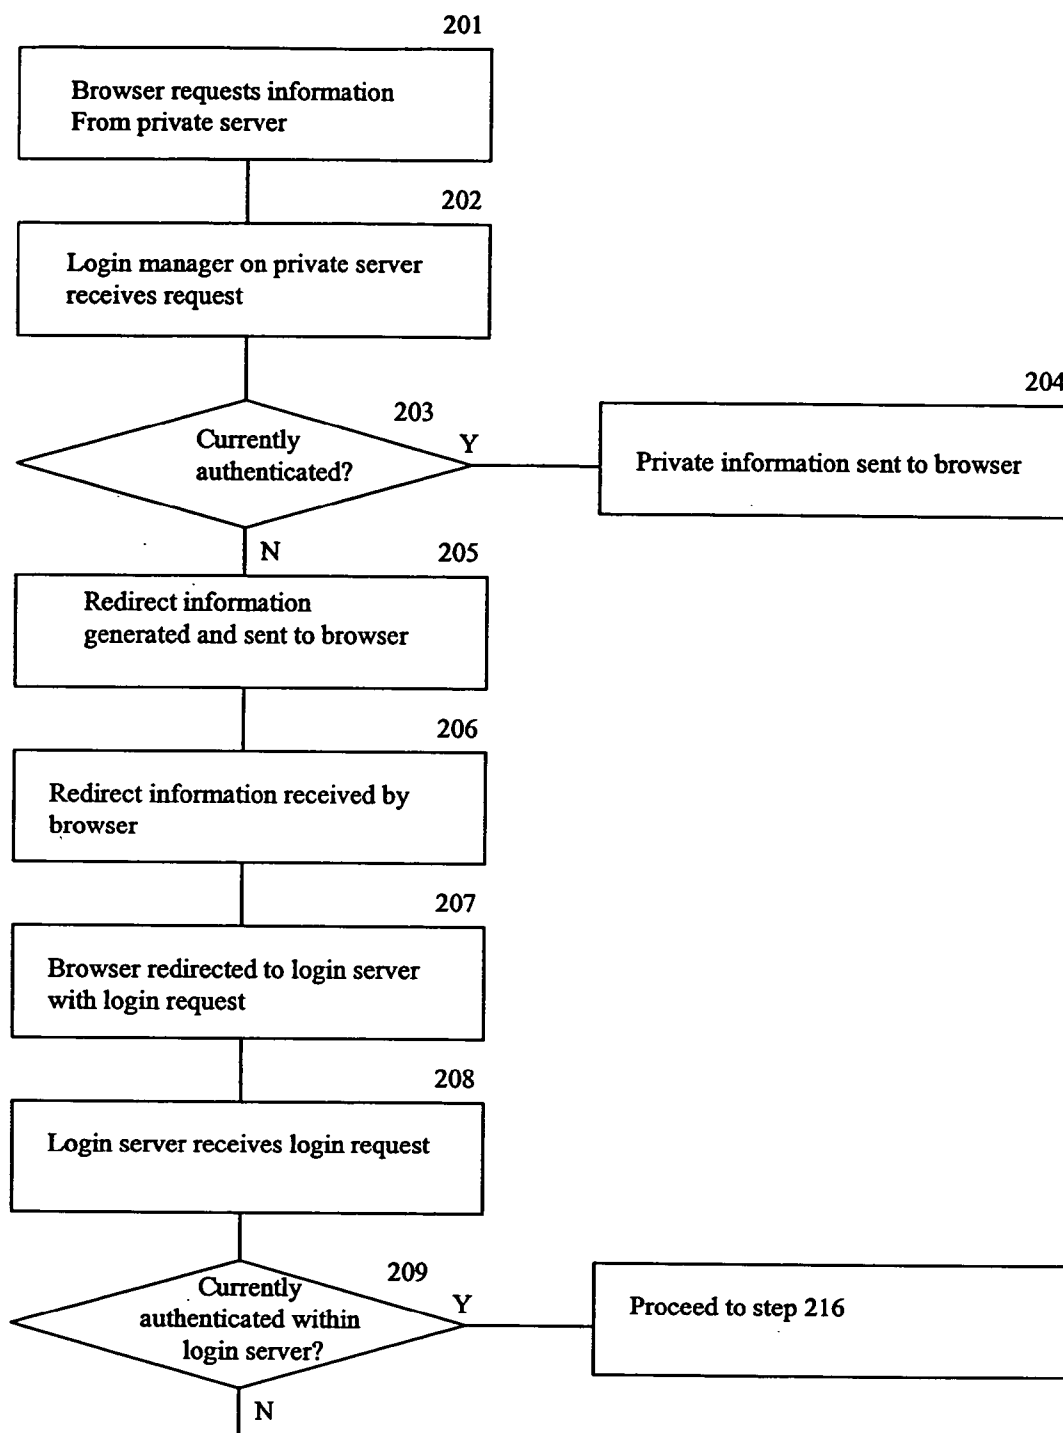 201
Browser requests information
From private server
202
Login manager on private server
receives request
203
Currently
authenticated?
Y
204
Private information sent to browser
N
205
Redirect information
generated and sent to browser
206
Redirect information received by
browser
207
Browser redirected to login server
with login request
208
Login server receives login request
209
Currently
authenticated within
login server?
Y
Proceed to step 216
N